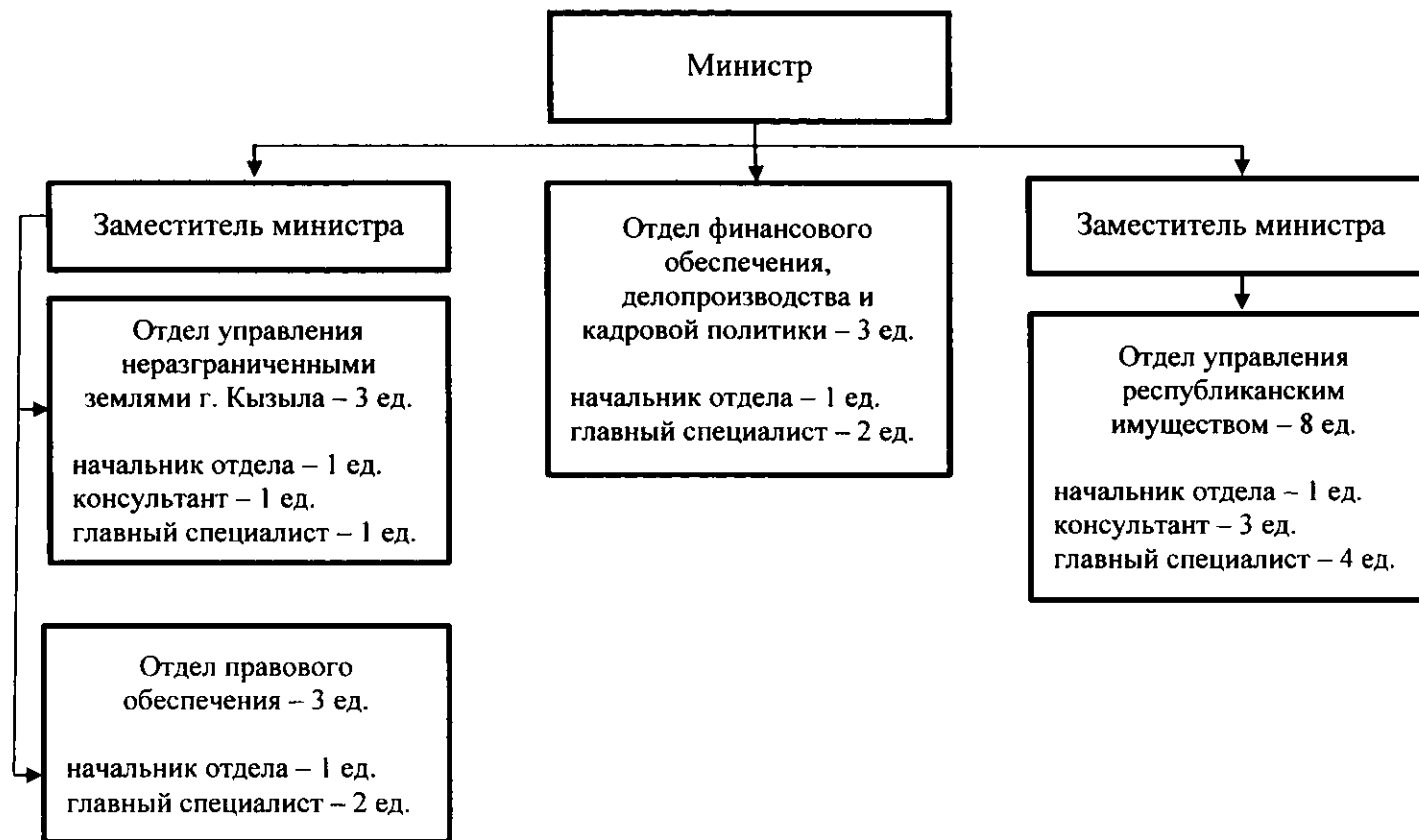 Министр
Заместитель министра
Отдел управления
неразграниченными
землями г. Кызыла – 3 ед.
начальник отдела – 1 ед.
консультант – 1 ед.
главный специалист – 1 ед.
Отдел правового
обеспечения – 3 ед.
начальник отдела – 1 ед.
главный специалист – 2 ед.
Отдел финансового
обеспечения,
делопроизводства и
кадровой политики – 3 ед.
начальник отдела – 1 ед.
главный специалист – 2 ед.
Заместитель министра
Отдел управления
республиканским
имуществом – 8 ед.
начальник отдела – 1 ед.
консультант – 3 ед.
главный специалист – 4 ед.